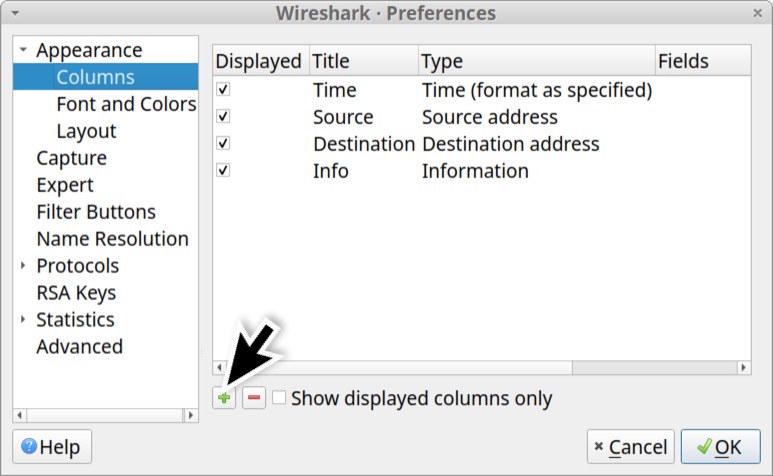 Wireshark · Preferences
Appearance
Columns
Font and Colors
Layout
Capture
Expert
Filter Buttons
Name Resolution
Protocols
RSA Keys
Statistics
Advanced
Displayed Title Type Fields
Time Time (format as specified)
Source Source address
Destination Destination address
Info Information
Show displayed columns only
Help
Cancel
OK